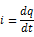 i = dq/dt